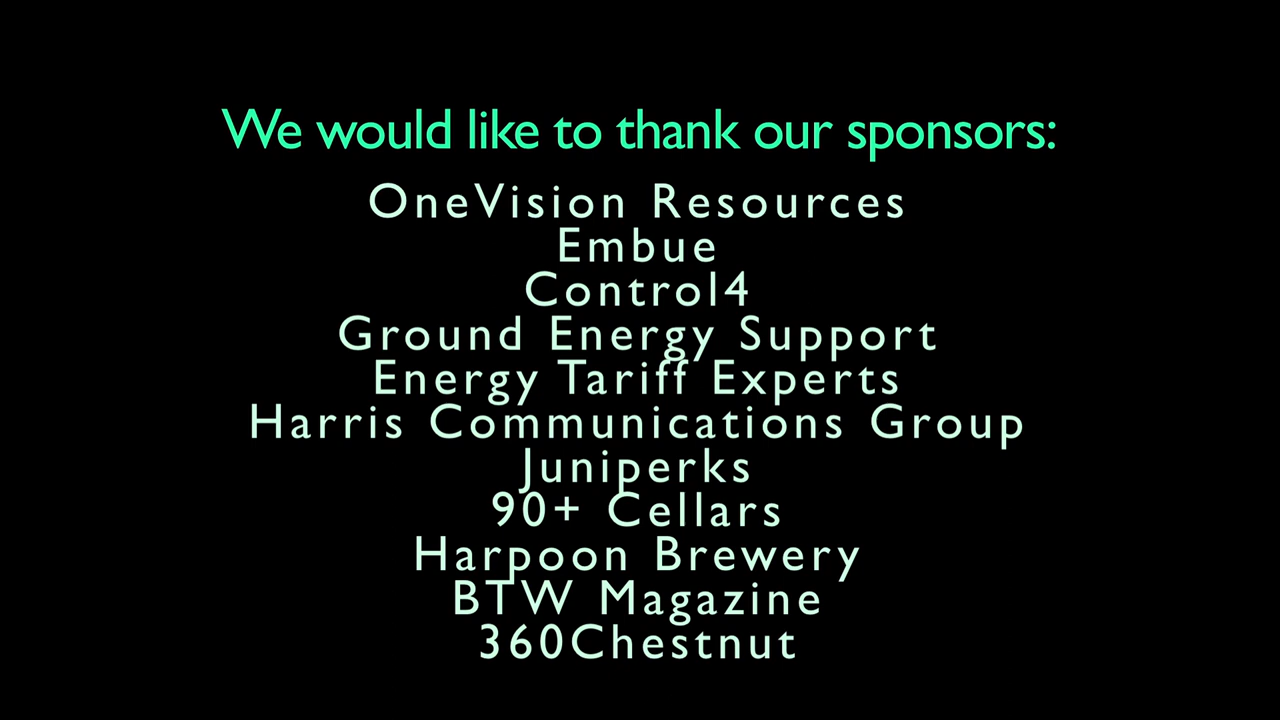 We would like to thank our sponsors:
OneVision Resources
Embue
Control4
Ground Energy Support
Energy Tariff Experts
Harris Communications Group
Juniperks
90+ Cellars
Harpoon Brewery
BTW Magazine
360Chestnut